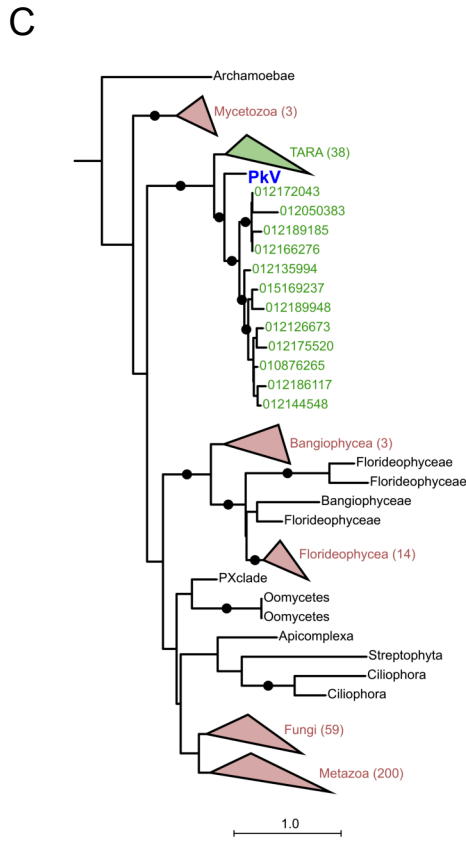 C
Archamoebae
Mycetozoa (3)
TARA (38)
PkV
012172043
012050383
012189185
012166276
012135994
015169237
012189948
012126673
012175520
010876265
012186117
012144548
Bangiophycea (3)
Florideophyceae
Florideophyceae
Bangiophyceae
Florideophyceae
Florideophycea (14)
PXclade
Oomycetes
Oomycetes
Apicomplexa
Streptophyta
Ciliophora
Ciliophora
Fungi (59)
Metazoa (200)
1.0